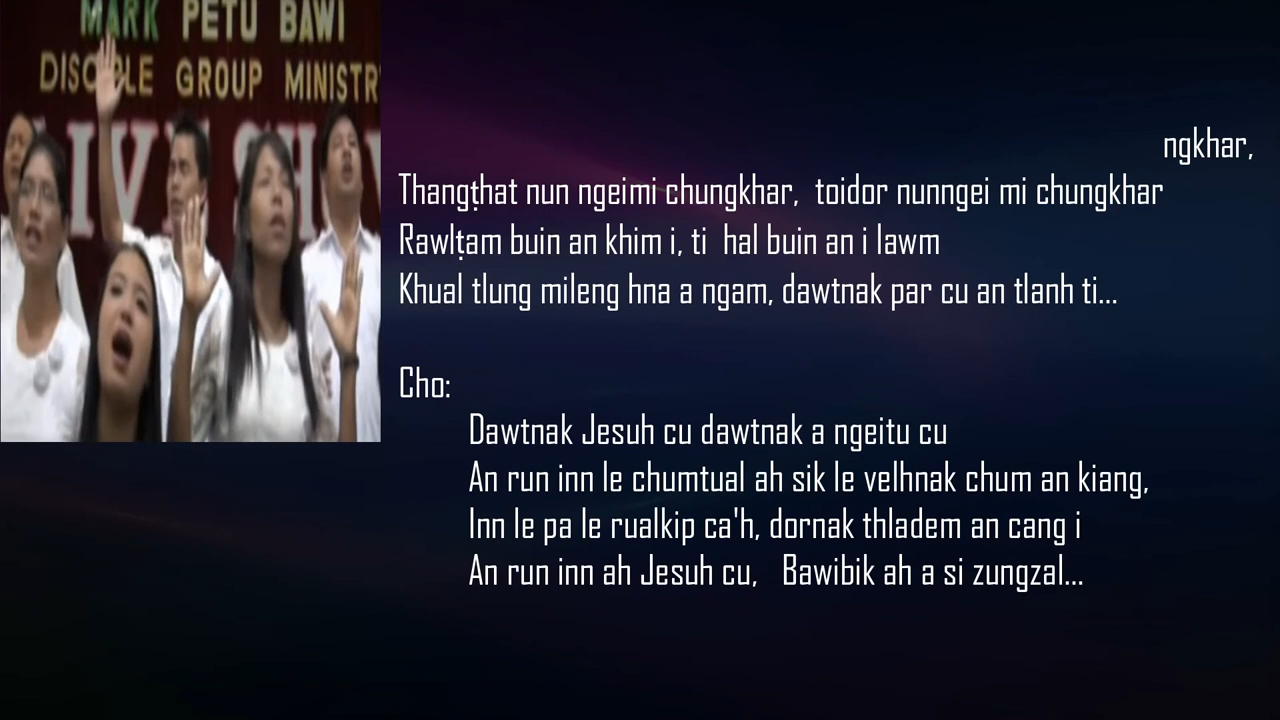 MARK PETU BAWI
DISCIPLE GROUP MINISTR
LIVE SHOW
ngkhar,
Thangṭhat nun ngeimi chungkhar, toidor nunngei mi chungkhar
Rawlṭam buin an khim i, ti hal buin an i lawm
Khual tlung mileng hna a ngam, dawtnak par cu an tlanh ti...
Cho:
Dawtnak Jesuh cu dawtnak a ngeitu cu
An run inn le chumtual ah sik le velhnak chum an kiang,
Inn le pa le rualkip ca'h, dornak thladem an cang i
An run inn ah Jesuh cu, Bawibik ah a si zungzal...